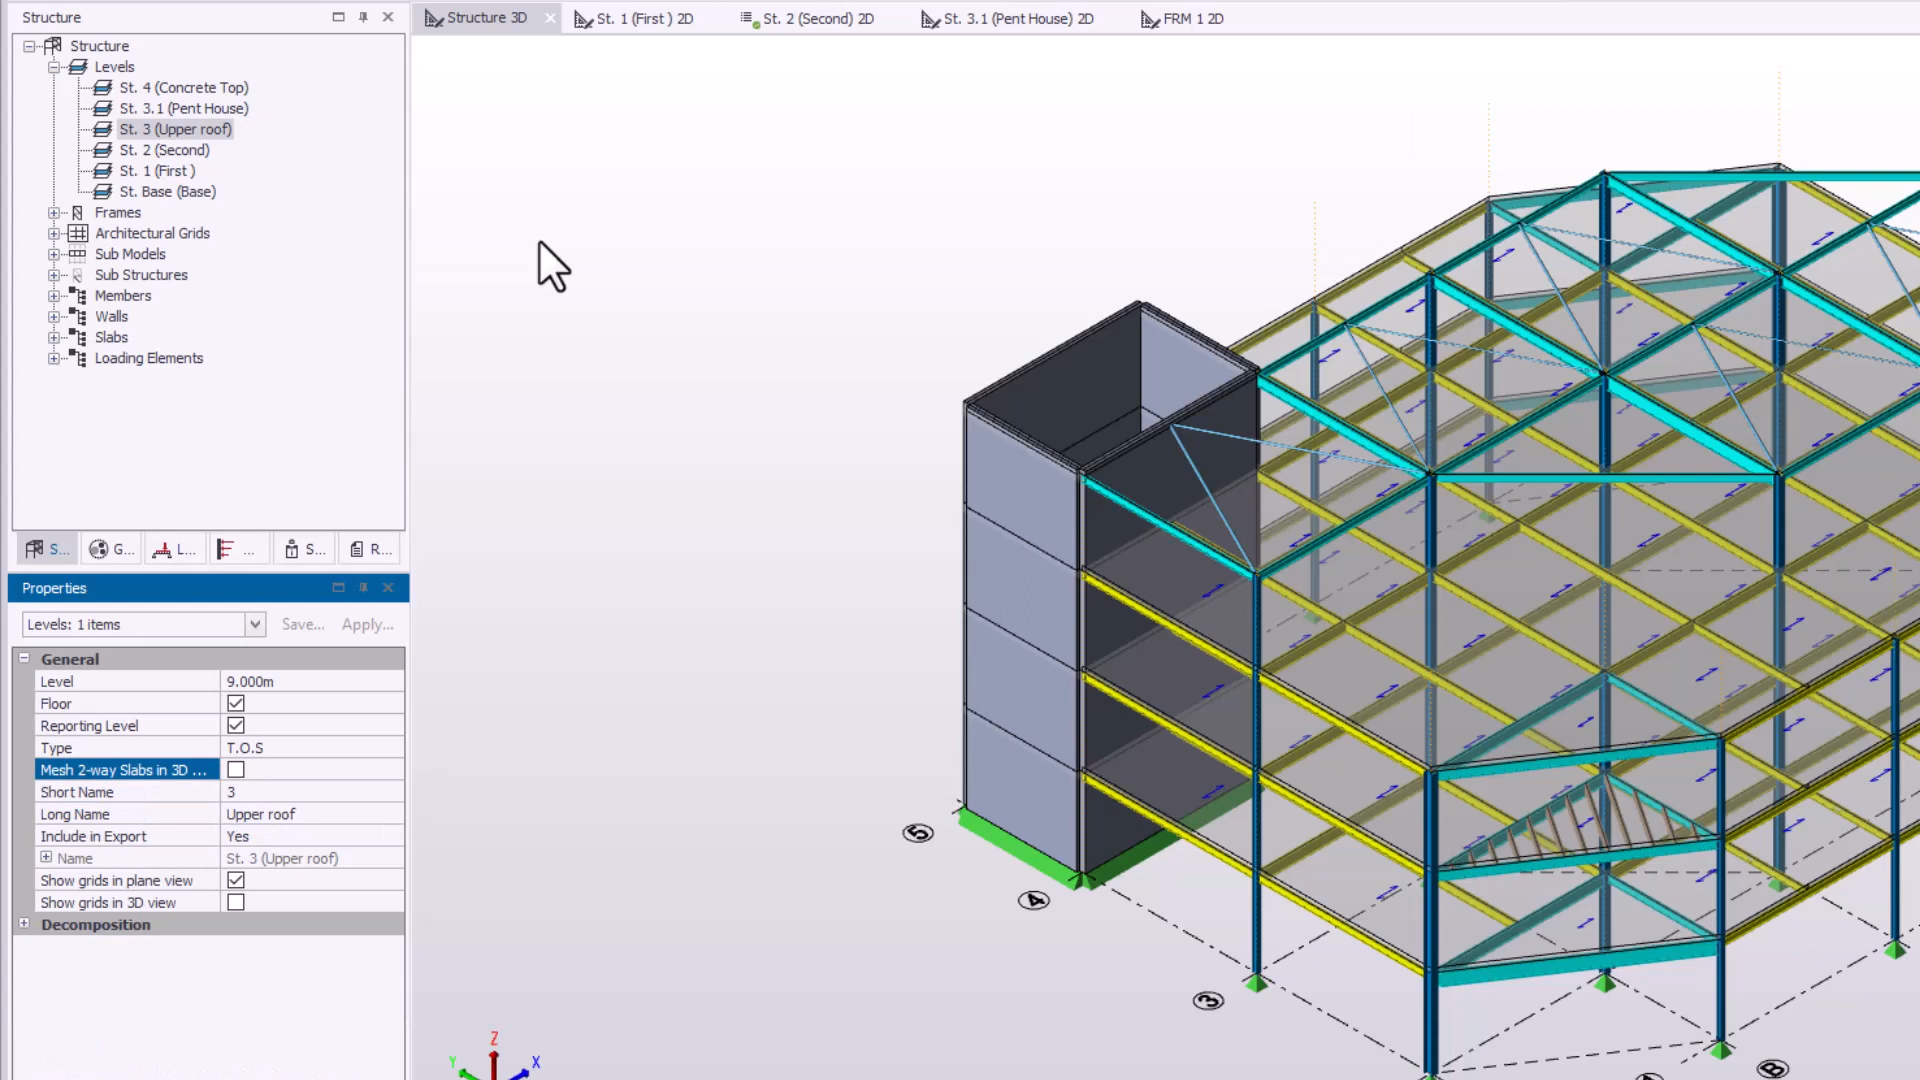 Structure
Structure 3D
St. 1 (First ) 2D
St. 2 (Second) 2D
St. 3.1 (Pent House) 2D
FRM 1 2D
Structure
Levels
St. 4 (Concrete Top)
St. 3.1 (Pent House)
St. 3 (Upper roof)
St. 2 (Second)
St. 1 (First )
St. Base (Base)
Frames
Architectural Grids
Sub Models
Sub Structures
Members
Walls
Slabs
Loading Elements
S...
G...
L...
...
S...
R...
Properties
Levels: 1 items
Save...
Apply...
General
Level 9.000m
Floor
Reporting Level
Type T.O.S
Mesh 2-way Slabs in 3D ...
Short Name 3
Long Name Upper roof
Include in Export Yes
Name St. 3 (Upper roof)
Show grids in plane view
Show grids in 3D view
Decomposition
5
4
3
B
Z
Y
X